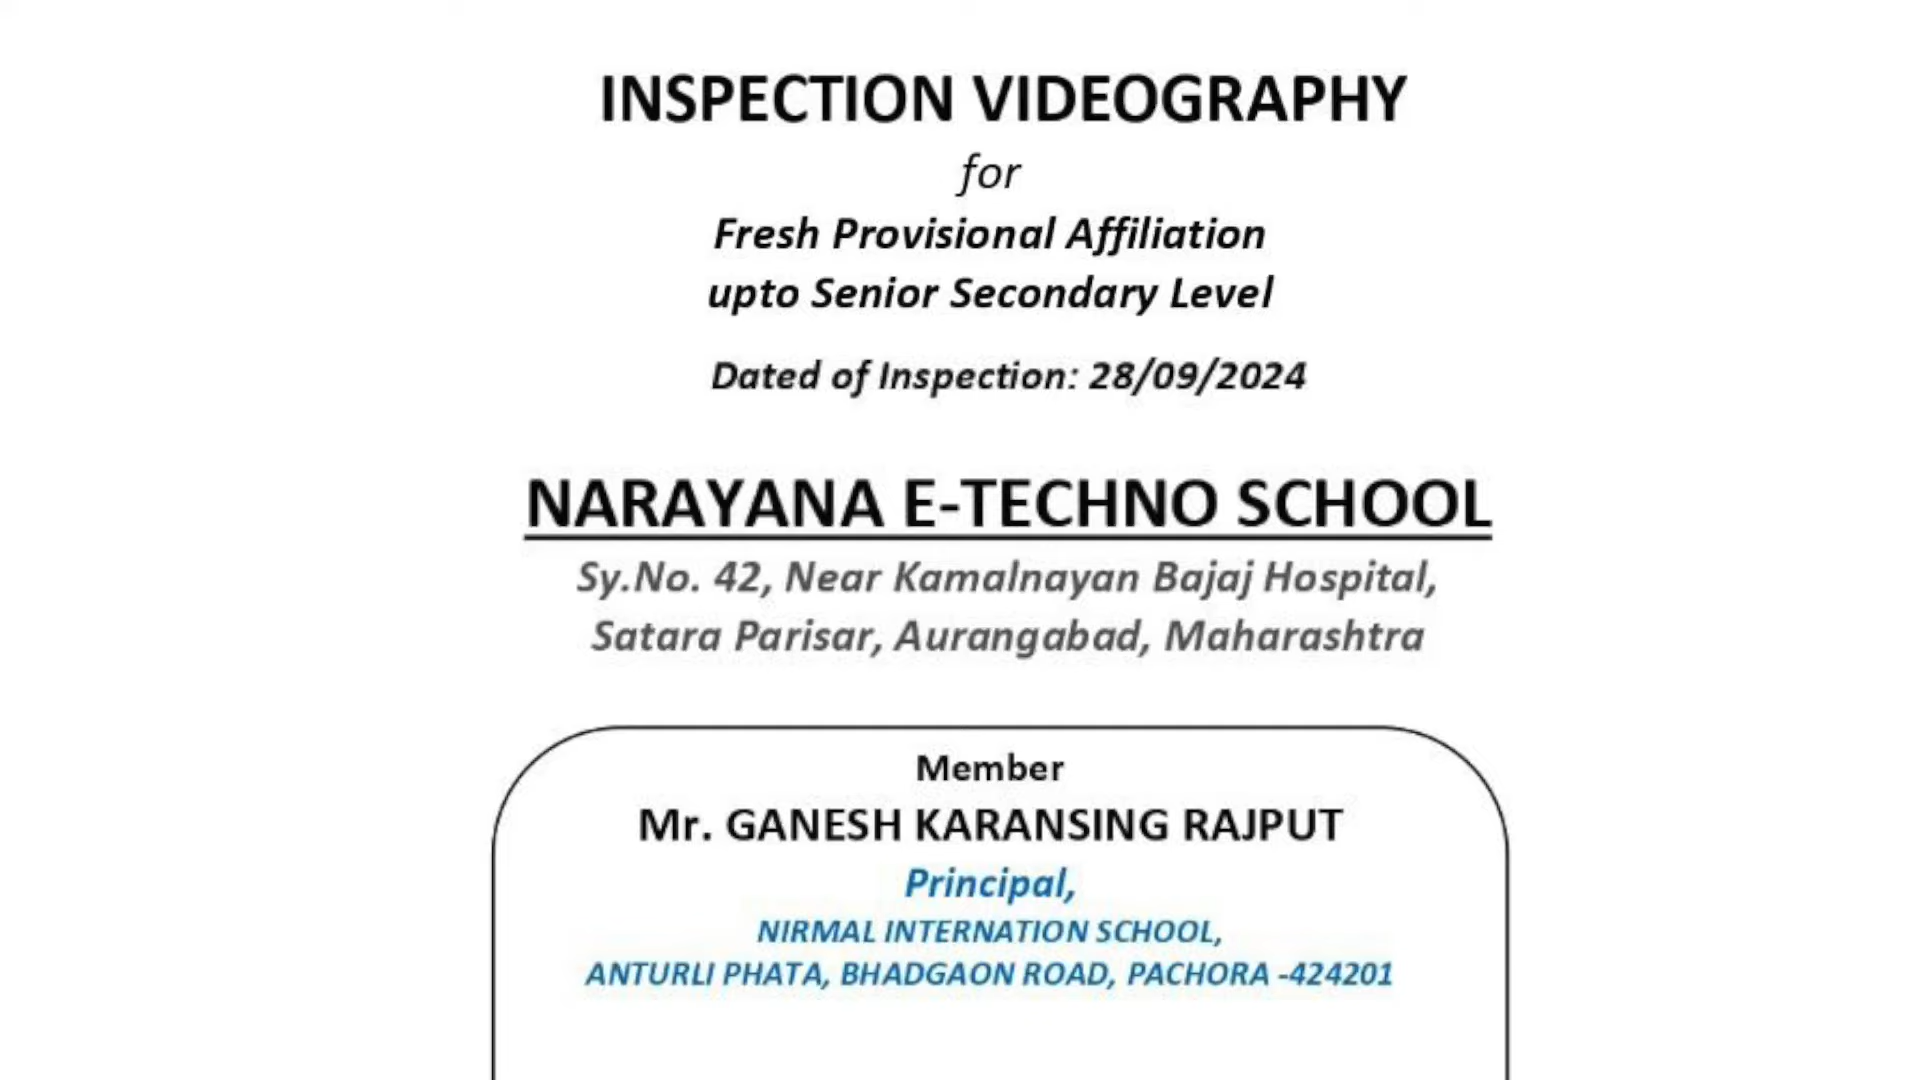 INSPECTION VIDEOGRAPHY
for
Fresh Provisional Affiliation
upto Senior Secondary Level
Dated of Inspection: 28/09/2024
NARAYANA E-TECHNO SCHOOL
Sy.No. 42, Near Kamalnayan Bajaj Hospital,
Satara Parisar, Aurangabad, Maharashtra
Member
Mr. GANESH KARANSING RAJPUT
Principal,
NIRMAL INTERNATION SCHOOL,
ANTURLI PHATA, BHADGAON ROAD, PACHORA -424201